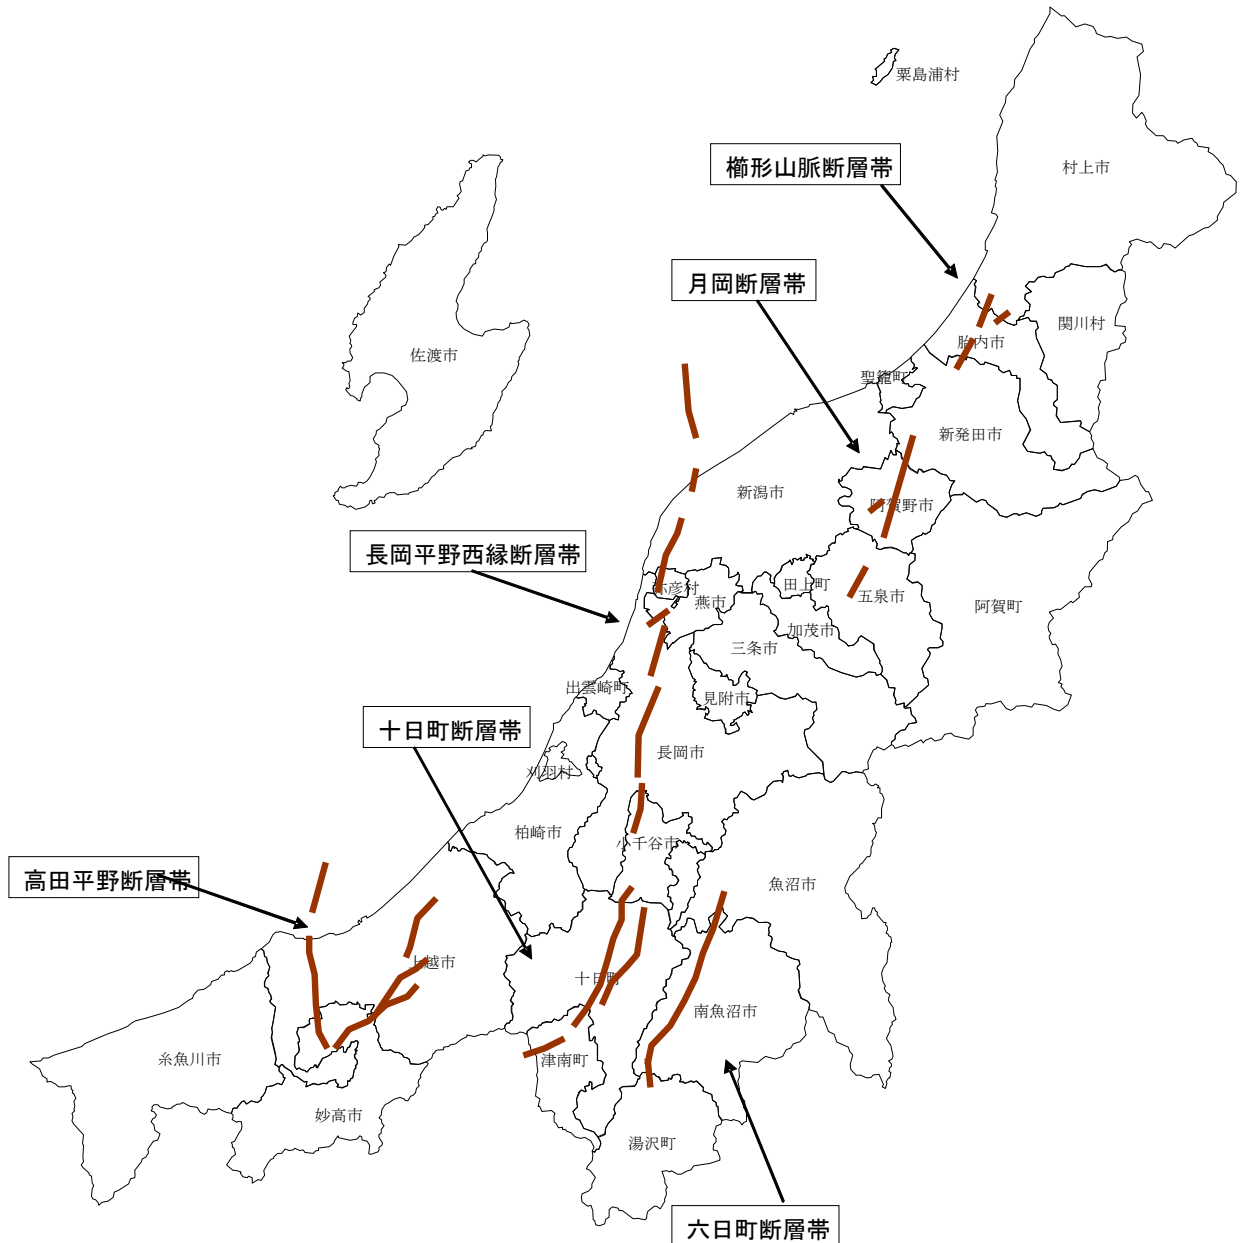 粟島浦村
櫛形山脈断層帯
村上市
月岡断層帯
関川村
胎内市
佐渡市
聖籠町
新発田市
新潟市
阿賀野市
長岡平野西縁断層帯
弥彦村
田上町
燕市
五泉市
阿賀町
加茂市
三条市
出雲崎町
見附市
十日町断層帯
長岡市
刈羽村
柏崎市
小千谷市
高田平野断層帯
魚沼市
上越市
十日町
南魚沼市
糸魚川市
津南町
妙高市
湯沢町
六日町断層帯